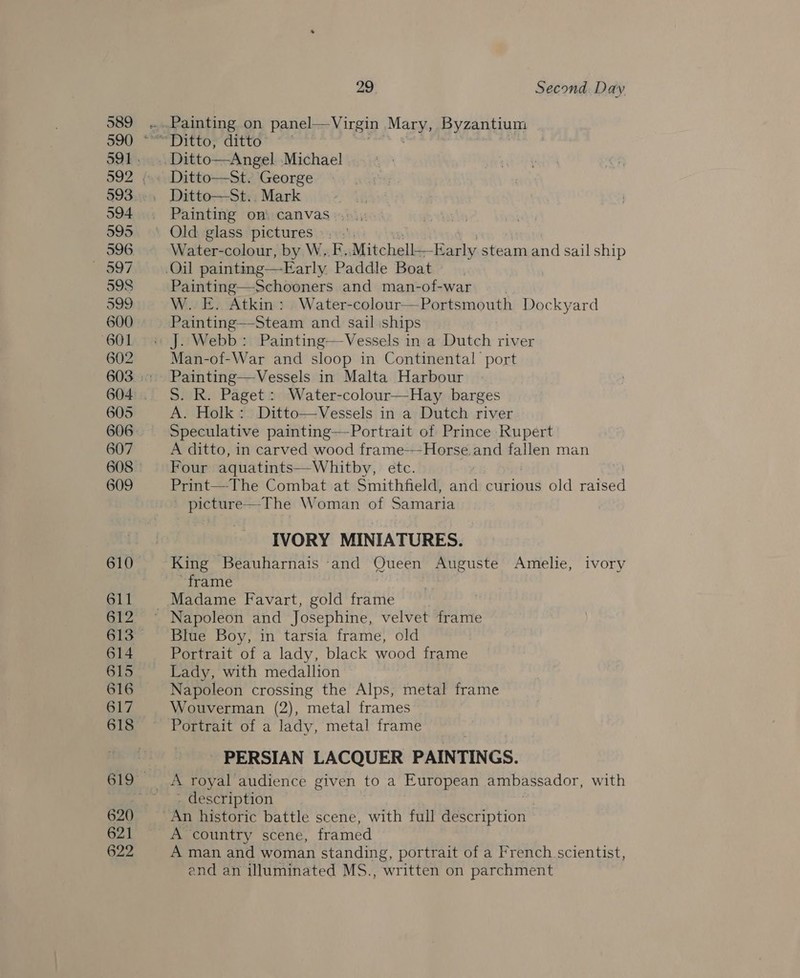 29 Second Day
589 Painting on panel—Virgin Mary, Byzantium
590 Ditto, ditto
591 Ditto—Angel Michael
592 Ditto—St. George
593 Ditto—St. Mark
594 Painting on canvas
595 Old glass pictures
596 Water-colour, by W. F. Mitchell—Early steam and sail ship
597 Oil painting—Early Paddle Boat
598 Painting—Schooners and man-of-war
599 W. E. Atkin: Water-colour—Portsmouth Dockyard
600 Painting—Steam and sail ships
601 J. Webb: Painting—Vessels in a Dutch river
602 Man-of-War and sloop in Continental port
603 Painting—Vessels in Malta Harbour
604 S. R. Paget: Water-colour—Hay barges
605 A. Holk: Ditto—Vessels in a Dutch river
606 Speculative painting—Portrait of Prince Rupert
607 A ditto, in carved wood frame—Horse and fallen man
608 Four aquatints—Whitby, etc.
609 Print—The Combat at Smithfield, and curious old raised
picture—The Woman of Samaria
IVORY MINIATURES.
610 King Beauharnais and Queen Auguste Amelie, ivory
frame
611 Madame Favart, gold frame
612 Napoleon and Josephine, velvet frame
613 Blue Boy, in tarsia frame, old
614 Portrait of a lady, black wood frame
615 Lady, with medallion
616 Napoleon crossing the Alps, metal frame
617 Wouverman (2), metal frames
618 Portrait of a lady, metal frame
PERSIAN LACQUER PAINTINGS.
619 A royal audience given to a European ambassador, with
description
620 An historic battle scene, with full description
621 A country scene, framed
622 A man and woman standing, portrait of a French scientist,
and an illuminated MS., written on parchment